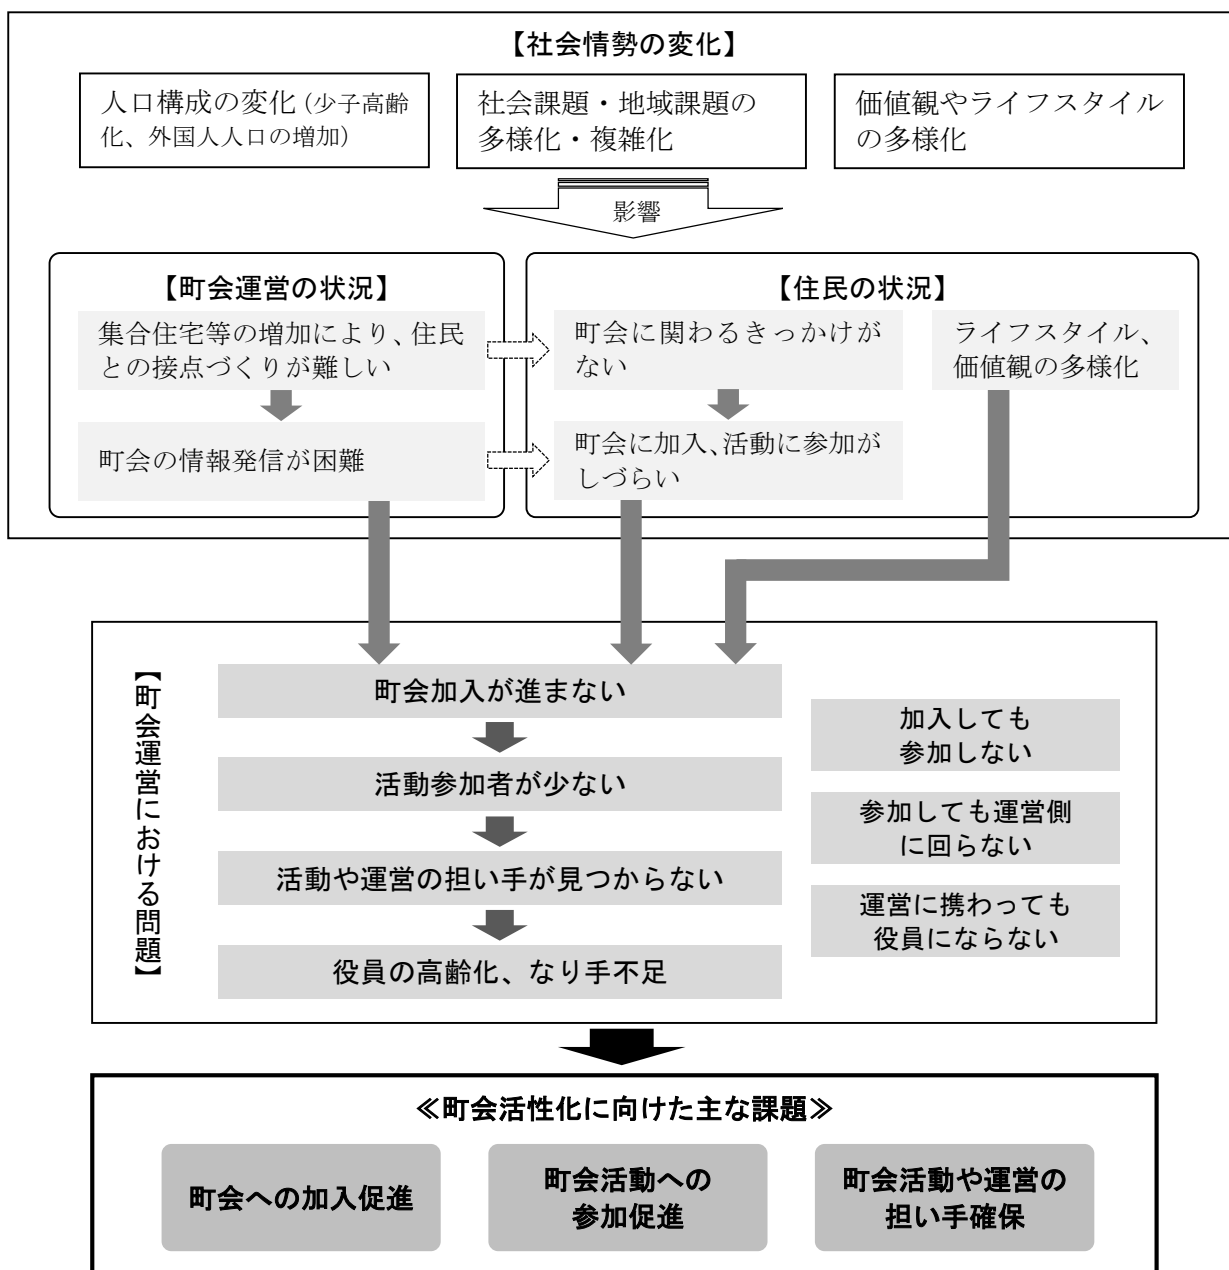 【社会情勢の変化】
人口構成の変化（少子高齢
化、外国人人口の増加）
社会課題・地域課題の
多様化・複雑化
価値観やライフスタイル
の多様化
影響
【町会運営の状況】
集合住宅等の増加により、住民
との接点づくりが難しい
町会の情報発信が困難
【住民の状況】
町会に関わるきっかけが
ない
町会に加入、活動に参加が
しづらい
ライフスタイル、
価値観の多様化
【町会運営における問題】
町会加入が進まない
活動参加者が少ない
活動や運営の担い手が見つからない
役員の高齢化、なり手不足
加入しても
参加しない
参加しても運営側
に回らない
運営に携わっても
役員にならない
≪町会活性化に向けた主な課題≫
町会への加入促進
町会活動への
参加促進
町会活動や運営の
担い手確保